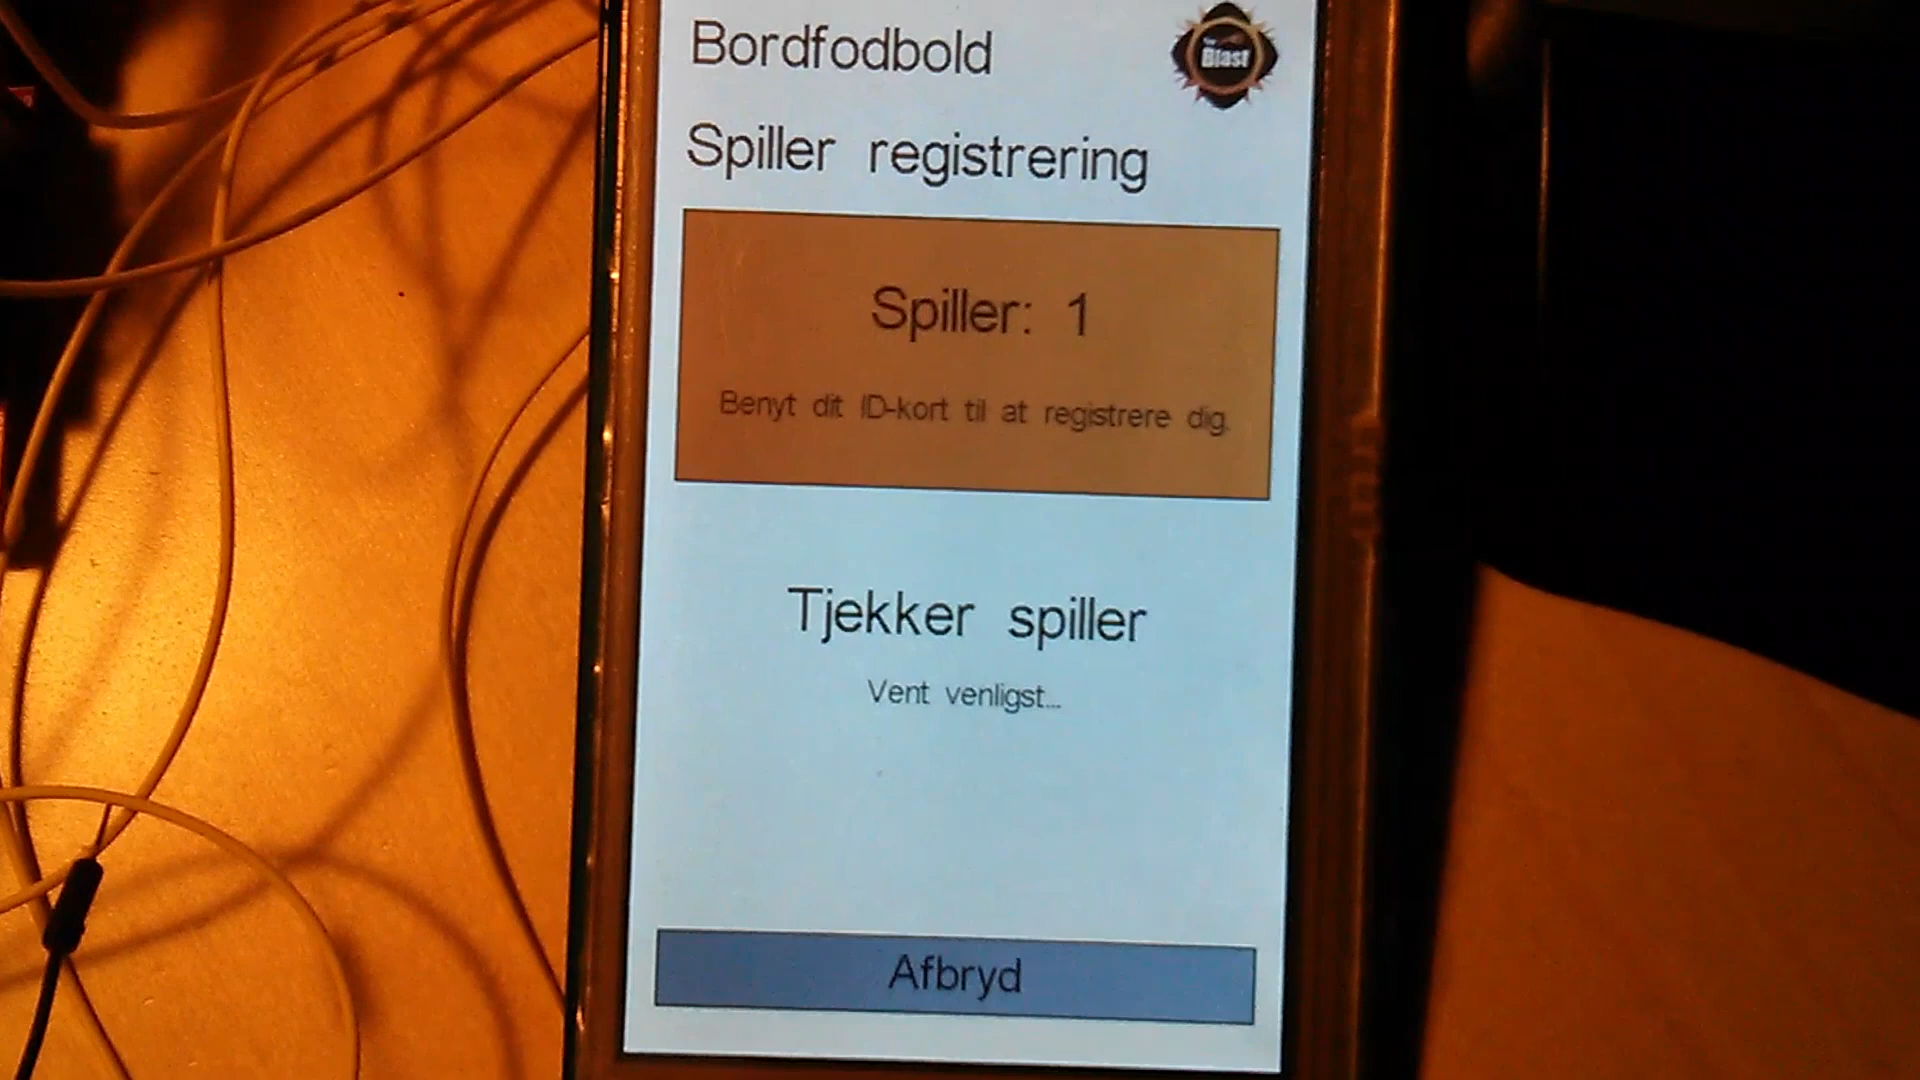 Bordfodbold
Blast
Spiller registrering
Spiller: 1
Benyt dit ID-kort til at registrere dig.
Tjekker spiller
Vent venligst...
Afbryd